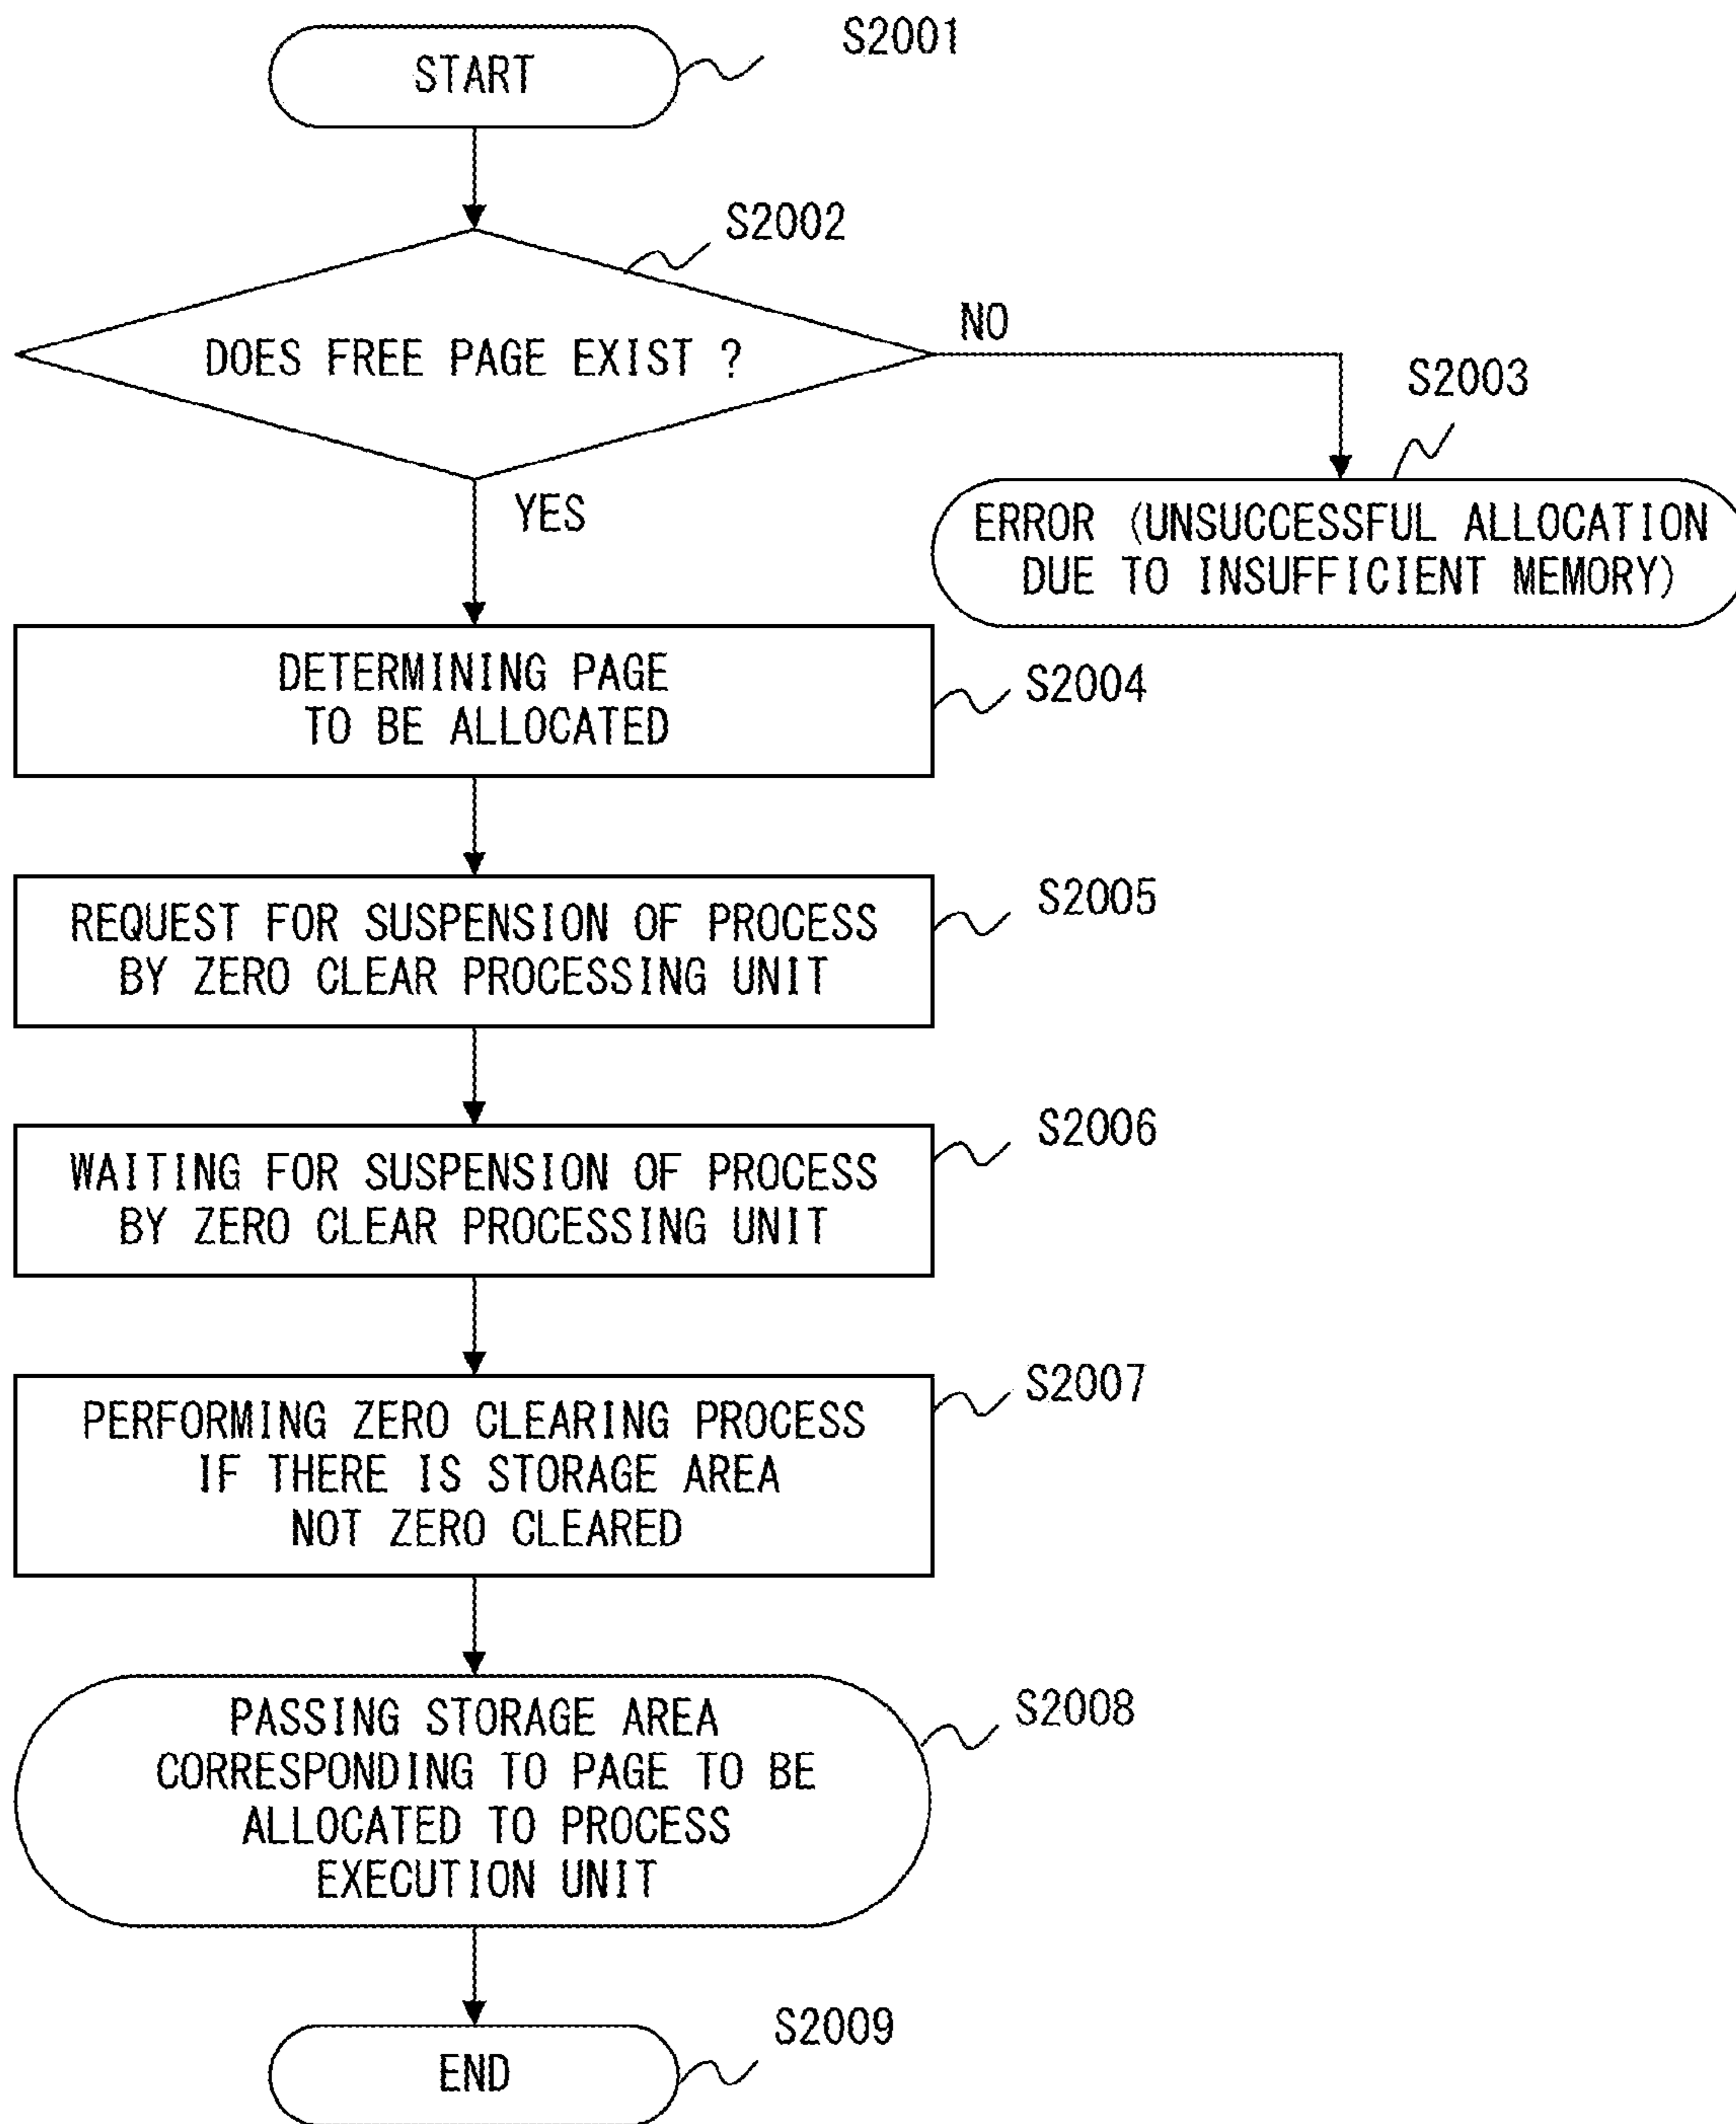 START
S2001
S2002
DOES FREE PAGE EXIST ?
NO
YES
S2003
ERROR (UNSUCCESSFUL ALLOCATION
DUE TO INSUFFICIENT MEMORY)
DETERMINING PAGE
TO BE ALLOCATED
S2004
REQUEST FOR SUSPENSION OF PROCESS
BY ZERO CLEAR PROCESSING UNIT
S2005
WAITING FOR SUSPENSION OF PROCESS
BY ZERO CLEAR PROCESSING UNIT
S2006
PERFORMING ZERO CLEARING PROCESS
IF THERE IS STORAGE AREA
NOT ZERO CLEARED
S2007
PASSING STORAGE AREA
CORRESPONDING TO PAGE TO BE
ALLOCATED TO PROCESS
EXECUTION UNIT
S2008
END
S2009